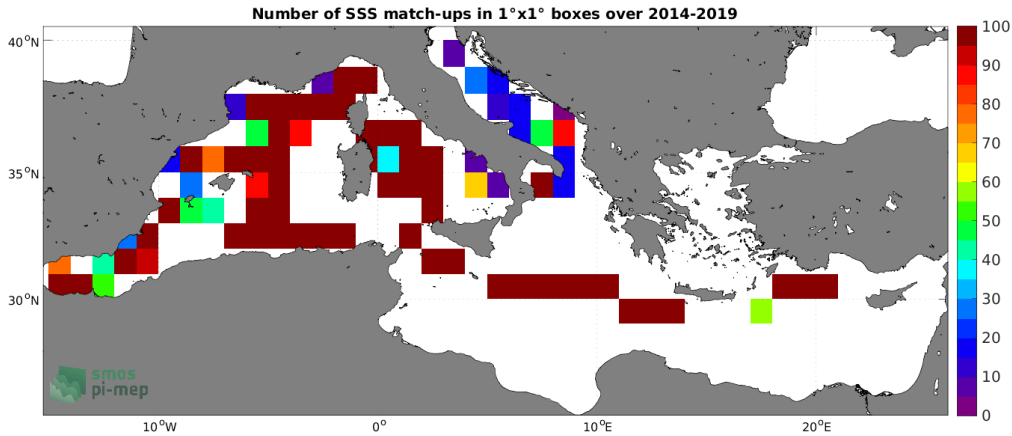 Number of SSS match-ups in 1°x1° boxes over 2014-2019
40°N
35°N
30°N
10°W
0°
10°E
20°E
100
90
80
70
60
50
40
30
20
10
0
smos
pi-mep